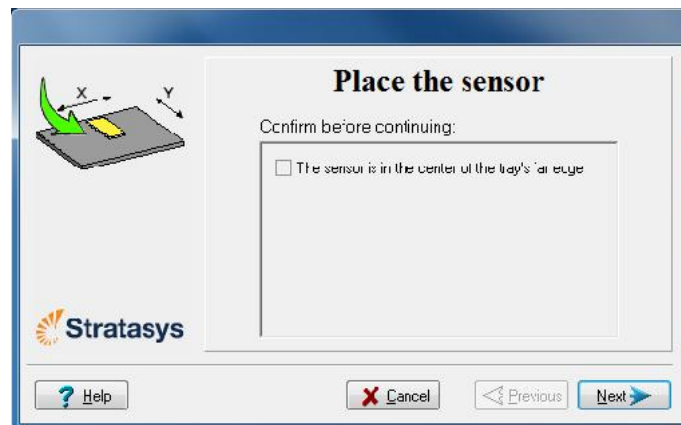 Place the sensor
X
Y
Confirm before continuing:
The sensor is in the center of the tray's far edge
Stratasys
? Help
Cancel
Previous
Next